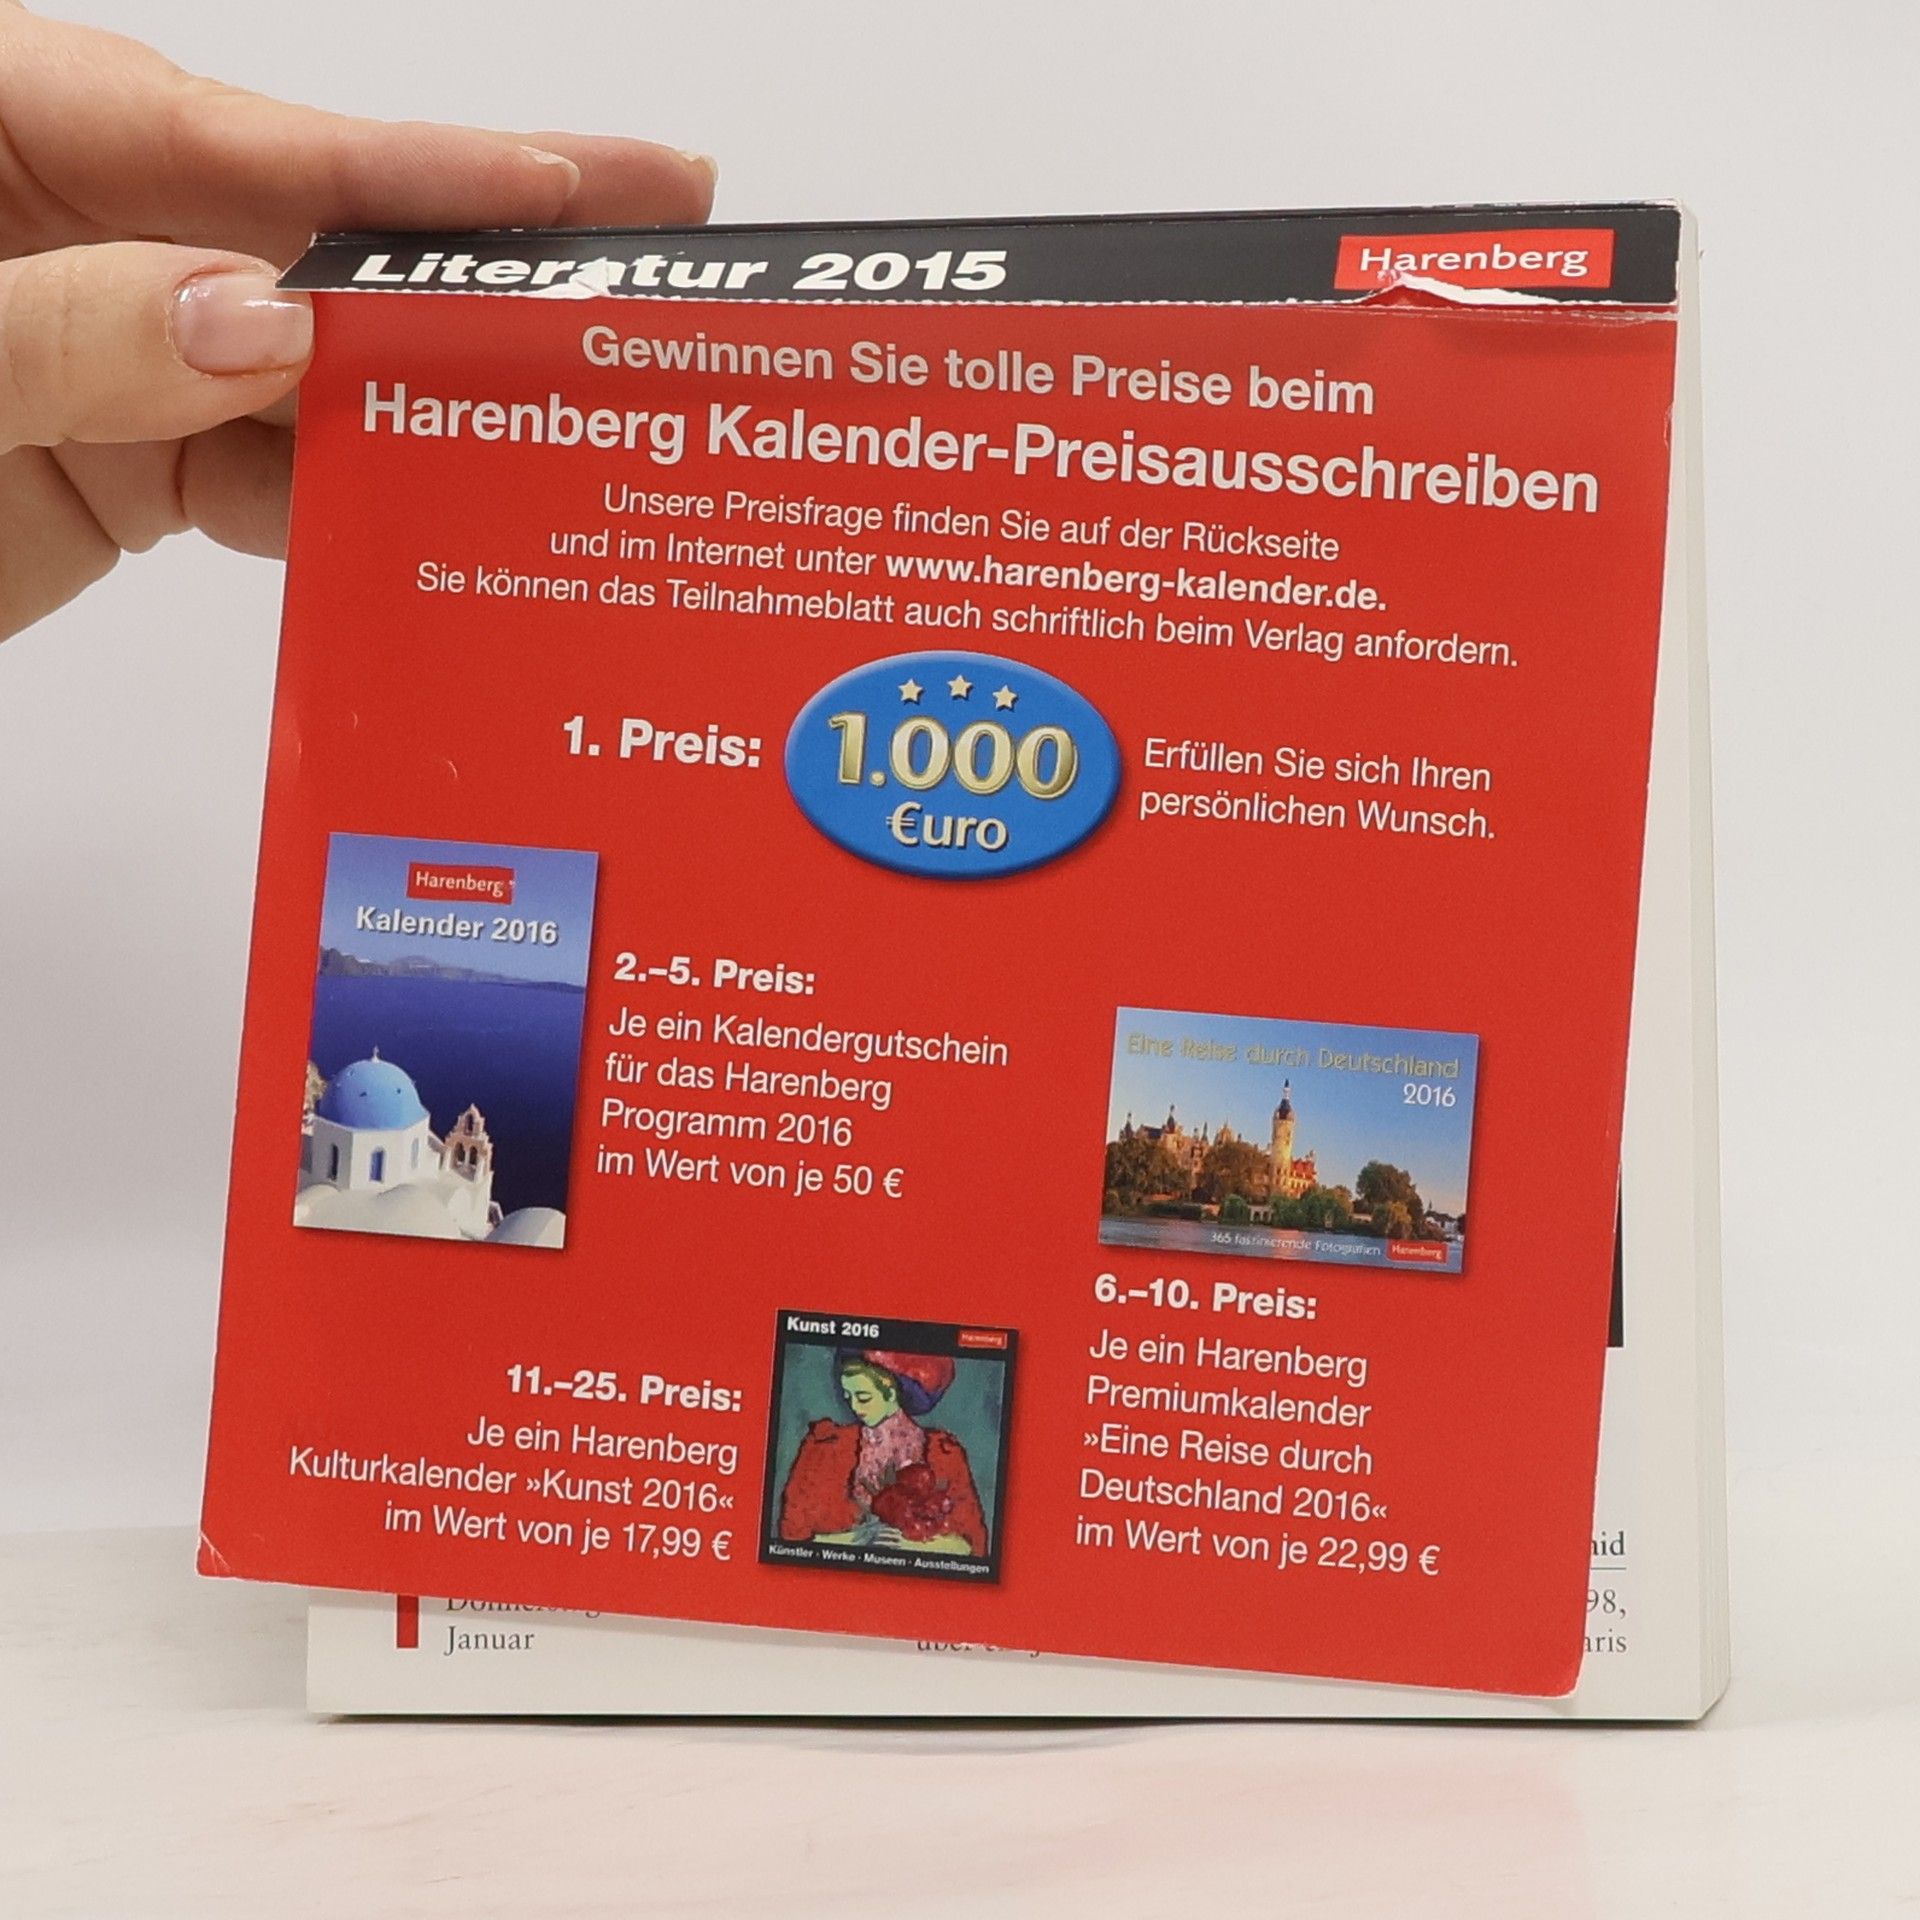 Literatur 2015
Harenberg
Gewinnen Sie tolle Preise beim
Harenberg Kalender-Preisausschreiben
Unsere Preisfrage finden Sie auf der Rückseite
und im Internet unter www.harenberg-kalender.de.
Sie können das Teilnahmeblatt auch schriftlich beim Verlag anfordern.
1. Preis:
1.000
€uro
Erfüllen Sie sich Ihren
persönlichen Wunsch.
Harenberg
Kalender 2016
2.–5. Preis:
Je ein Kalendergutschein
für das Harenberg
Programm 2016
im Wert von je 50 €
Eine Reise durch Deutschland
2016
365 faszinierende Fotografien
Harenberg
6.–10. Preis:
Je ein Harenberg
Premiumkalender
»Eine Reise durch
Deutschland 2016«
im Wert von je 22,99 €
11.–25. Preis:
Je ein Harenberg
Kulturkalender »Kunst 2016«
im Wert von je 17,99 €
Kunst 2016
Harenberg
Künstler · Werke · Museen · Ausstellungen
98,
Januar